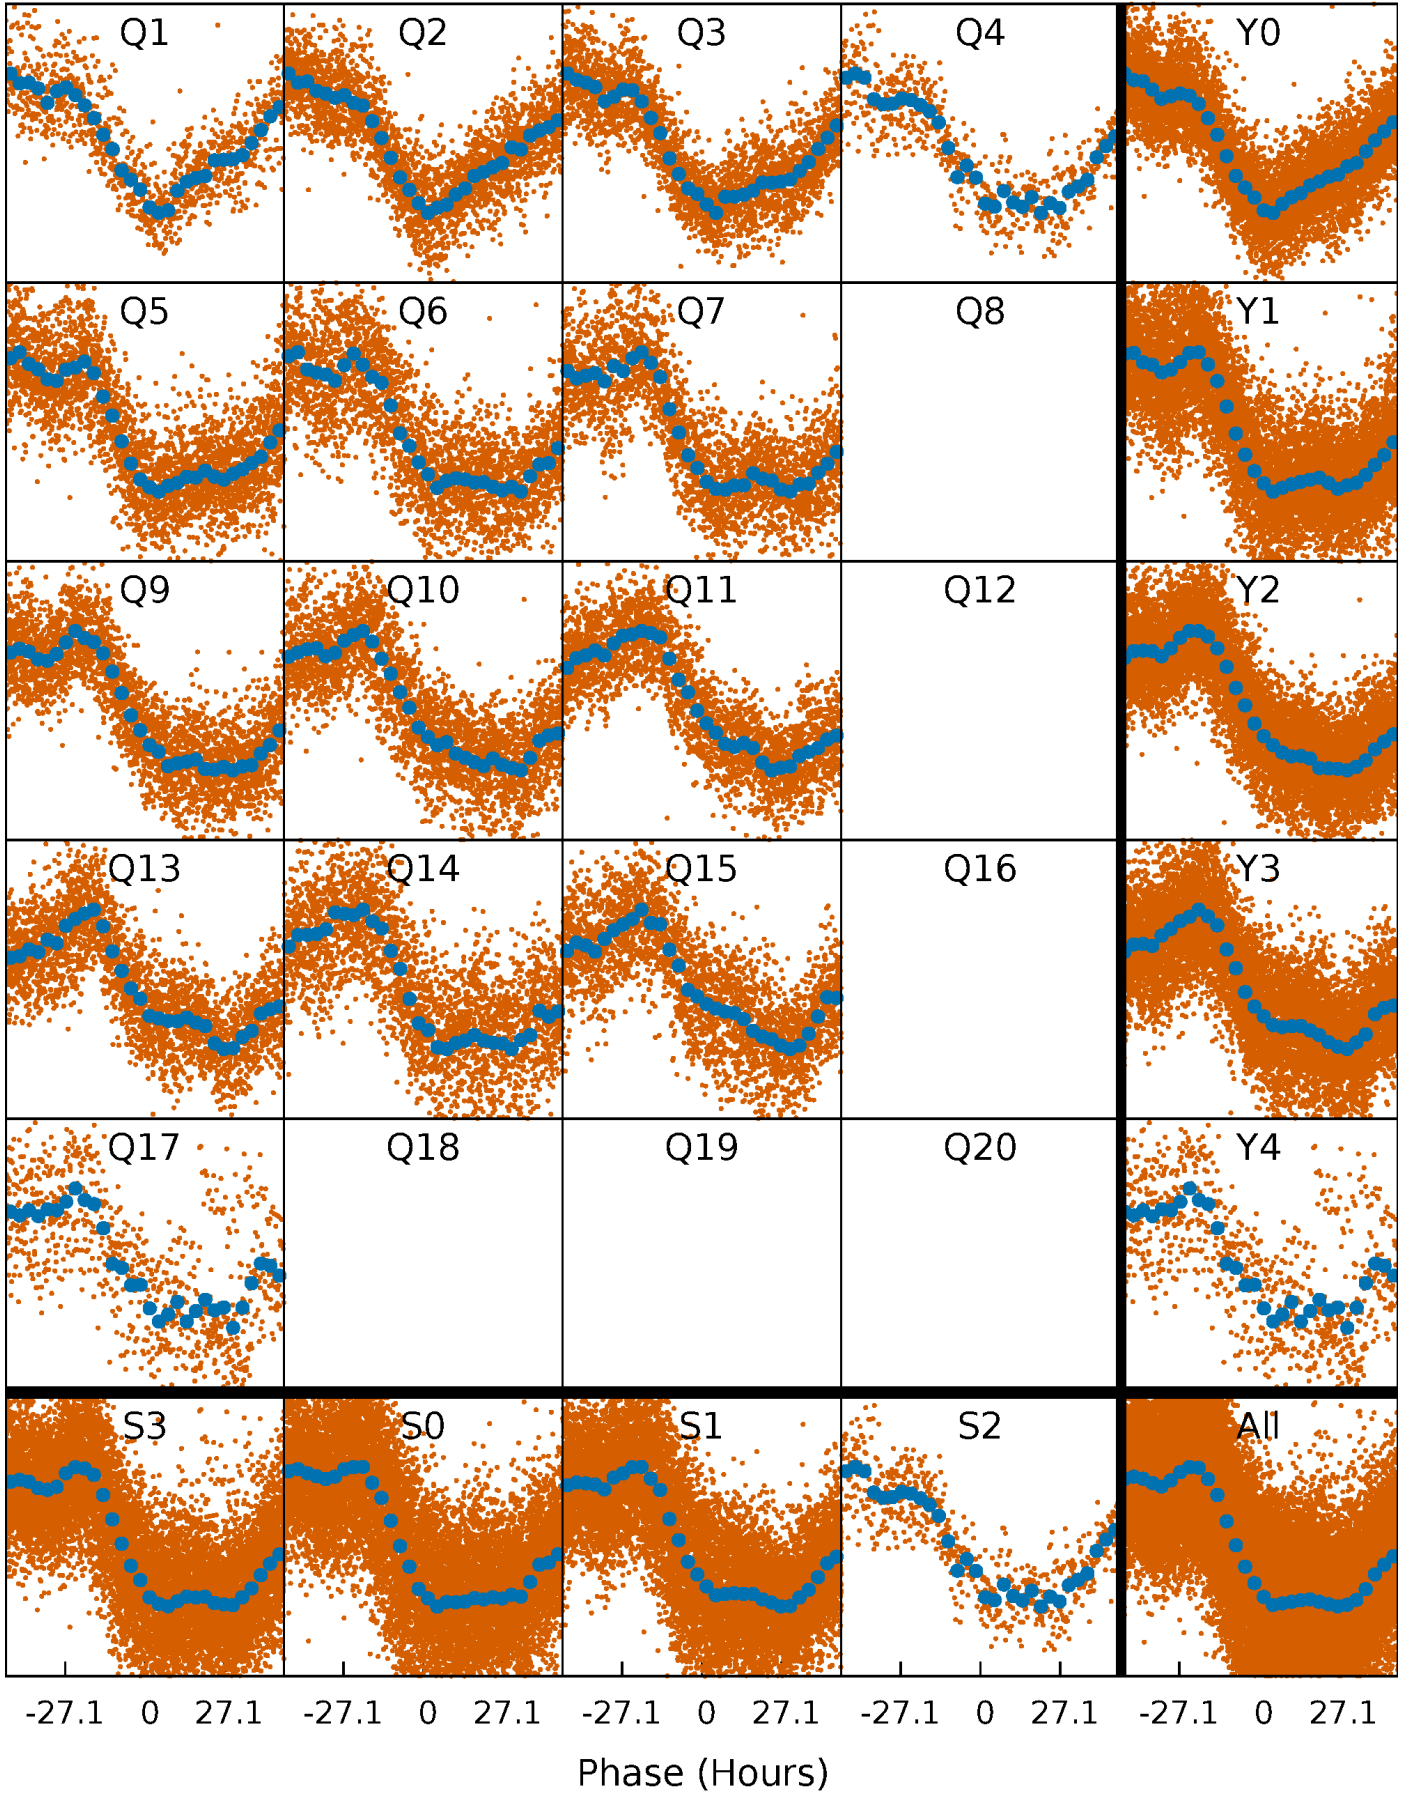 Q1 Q2 Q3 Q4 Y0
Q5 Q6 Q7 Q8 Y1
Q9 Q10 Q11 Q12 Y2
Q13 Q14 Q15 Q16 Y3
Q17 Q18 Q19 Q20 Y4
S3 S0 S1 S2 All
-27.1 0 27.1 -27.1 0 27.1 -27.1 0 27.1 -27.1 0 27.1 -27.1 0 27.1
Phase (Hours)